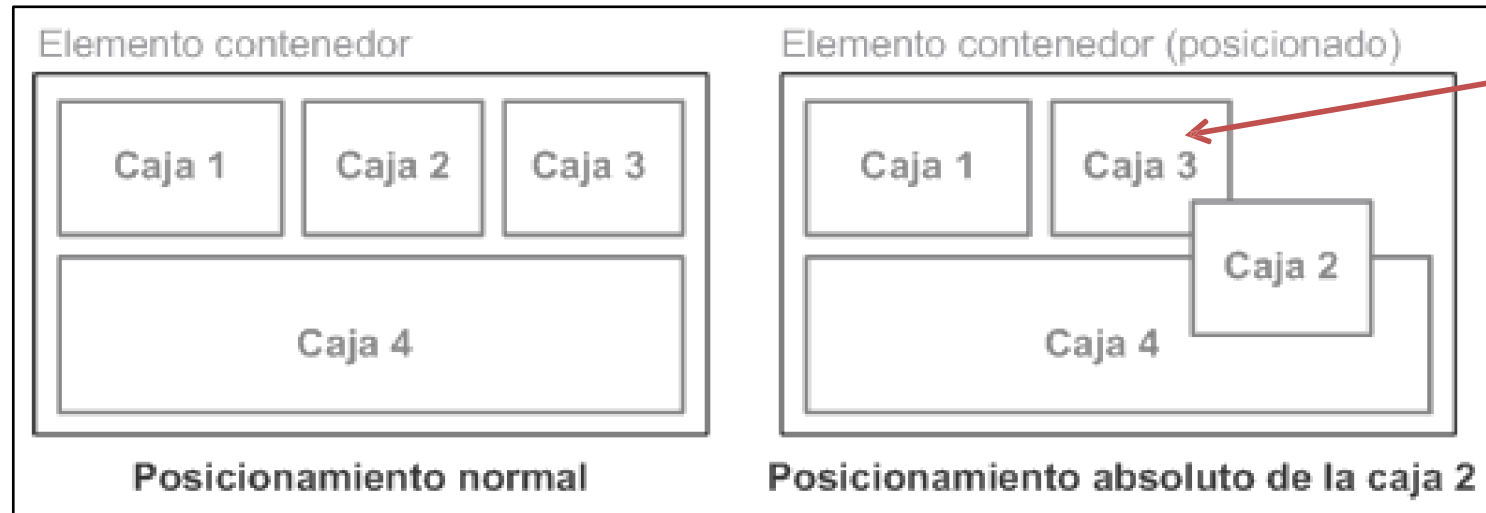 Elemento contenedor
Caja 1
Caja 2
Caja 3
Caja 4
Posicionamiento normal
Elemento contenedor (posicionado)
Caja 1
Caja 3
Caja 2
Caja 4
Posicionamiento absoluto de la caja 2